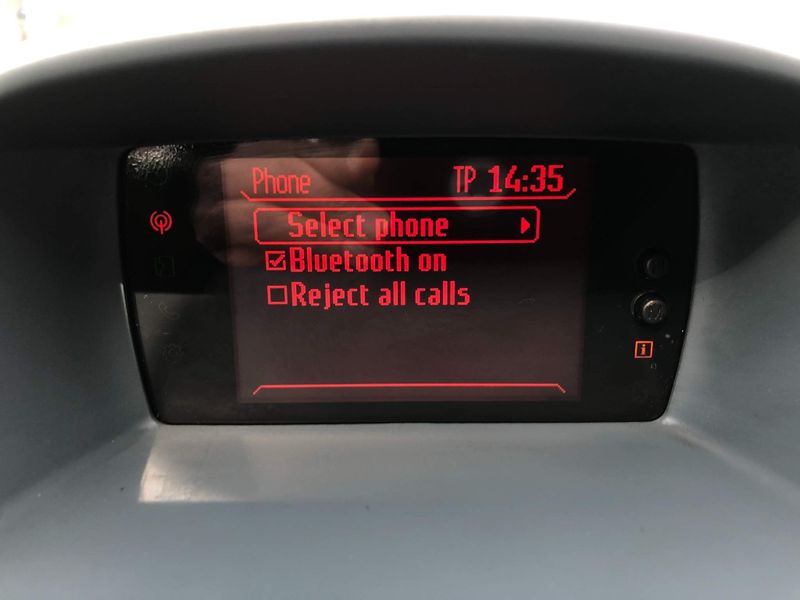 Phone TP 14:35
Select phone
Bluetooth on
Reject all calls
i